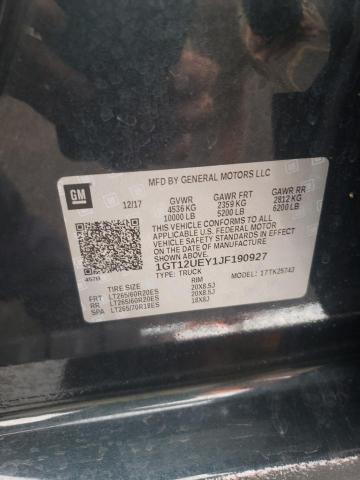 GM
MFD BY GENERAL MOTORS LLC
12/17
GVWR GAWR FRT GAWR RR
4536 KG 2359 KG 2812 KG
10000 LB 5200 LB 6200 LB
THIS VEHICLE CONFORMS TO ALL
APPLICABLE U.S. FEDERAL MOTOR
VEHICLE SAFETY STANDARDS IN
EFFECT ON THE DATE OF
MANUFACTURE SHOWN ABOVE.
1GT12UEY1JF190927
TYPE: TRUCK MODEL: 17TK25743
TIRE SIZE RIM
FRT LT265/60R20ES 20X8.5J
RR LT265/60R20ES 20X8.5J
SPA LT265/70R18ES 18X8J